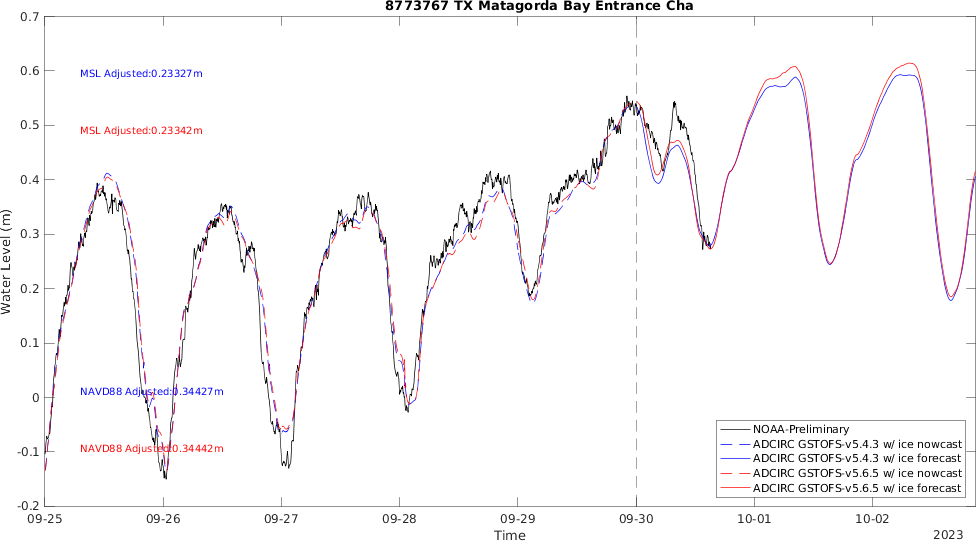 8773767 TX Matagorda Bay Entrance Cha
0.7
0.6
0.5
0.4
0.3
0.2
0.1
0
-0.1
-0.2
Water Level (m)
MSL Adjusted:0.23327m
MSL Adjusted:0.23342m
NAVD88 Adjusted:0.34427m
NAVD88 Adjusted:0.34442m
NOAA-Preliminary
ADCIRC GSTOFS-v5.4.3 w/ ice nowcast
ADCIRC GSTOFS-v5.4.3 w/ ice forecast
ADCIRC GSTOFS-v5.6.5 w/ ice nowcast
ADCIRC GSTOFS-v5.6.5 w/ ice forecast
09-25 09-26 09-27 09-28 09-29 09-30 10-01 10-02
Time
2023